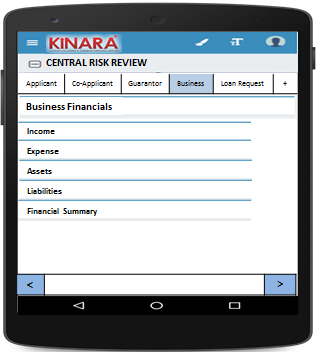 KINARA
CENTRAL RISK REVIEW
Applicant Co-Applicant Guarantor Business Loan Request +
Business Financials
Income
Expense
Assets
Liabilities
Financial Summary
< >